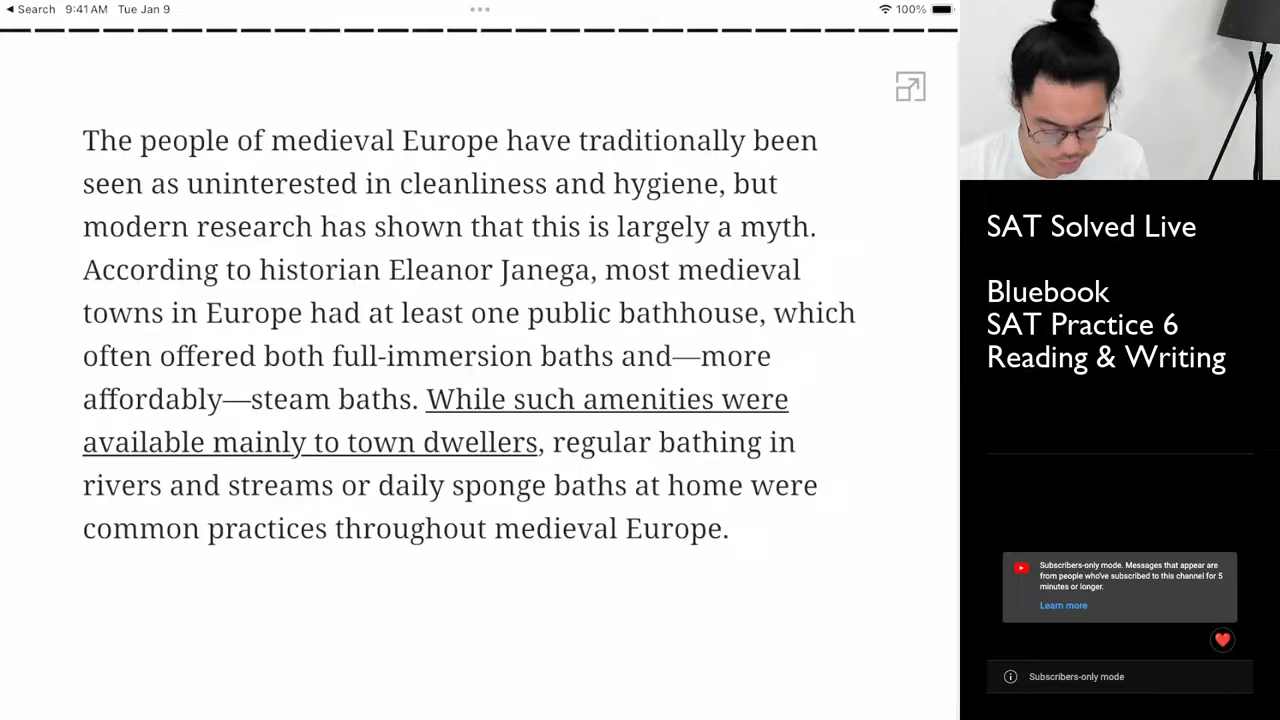 Search 9:41 AM Tue Jan 9
100%
The people of medieval Europe have traditionally been
seen as uninterested in cleanliness and hygiene, but
modern research has shown that this is largely a myth.
According to historian Eleanor Janega, most medieval
towns in Europe had at least one public bathhouse, which
often offered both full-immersion baths and—more
affordably—steam baths. While such amenities were
available mainly to town dwellers, regular bathing in
rivers and streams or daily sponge baths at home were
common practices throughout medieval Europe.
SAT Solved Live
Bluebook
SAT Practice 6
Reading & Writing
Subscribers-only mode. Messages that appear are
from people who've subscribed to this channel for 5
minutes or longer.
Learn more
Subscribers-only mode